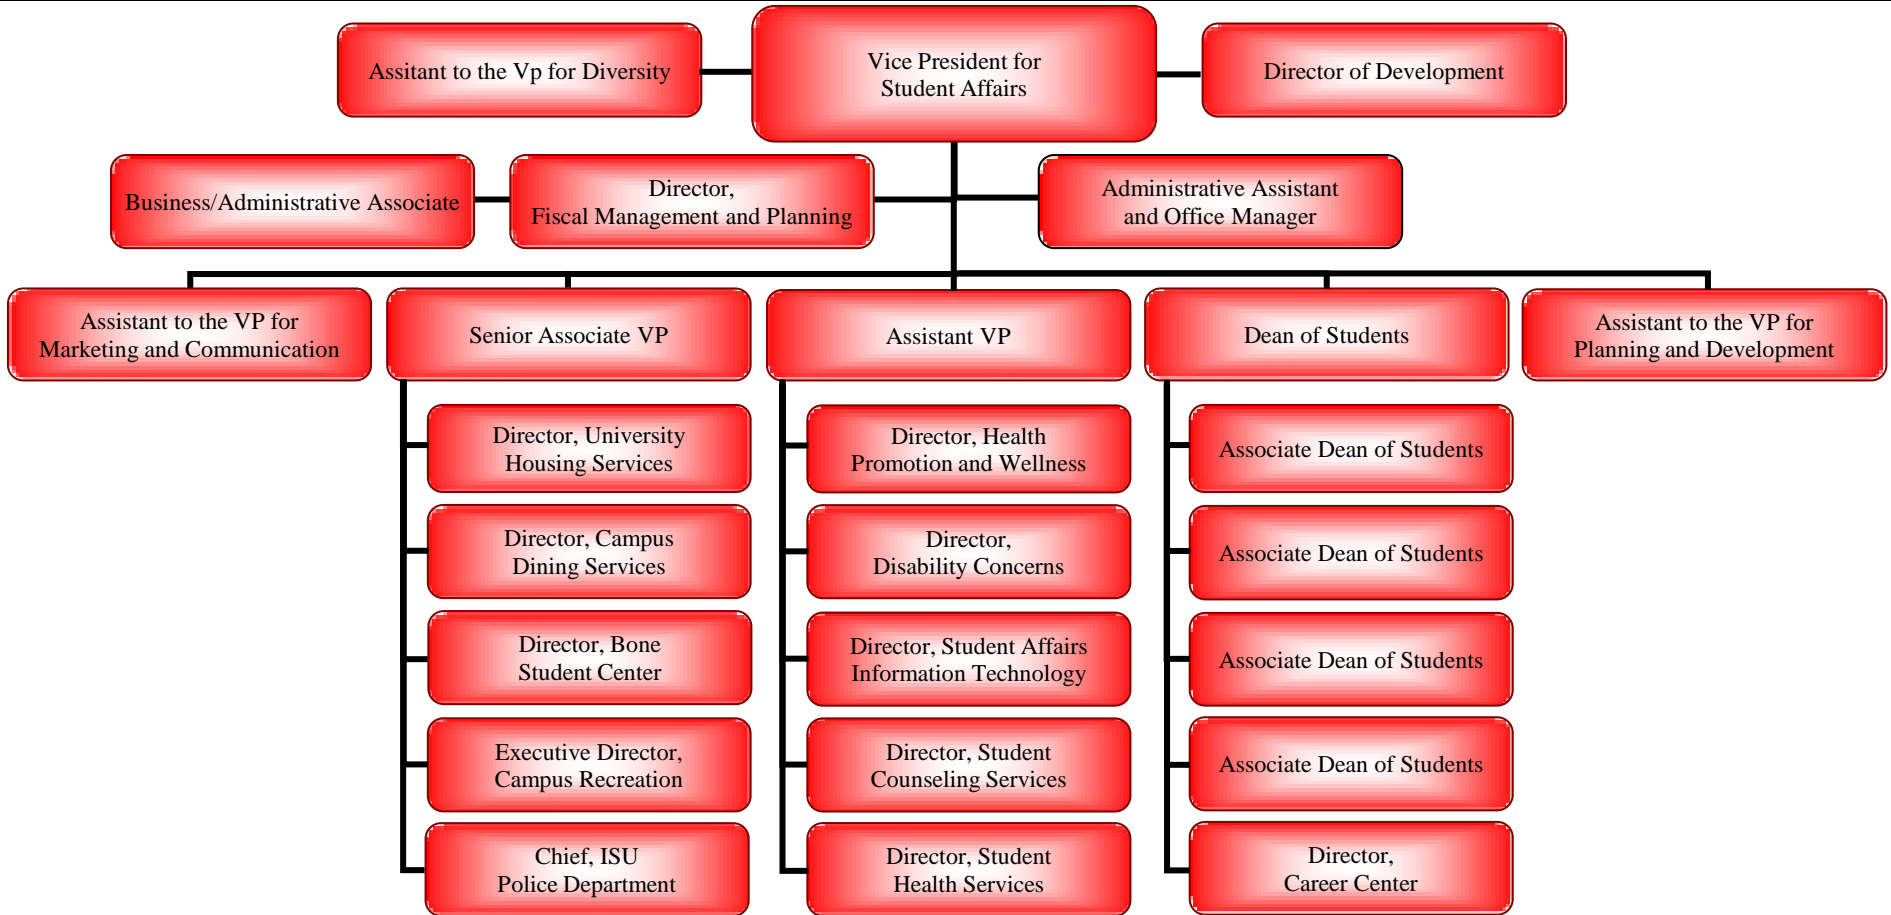 Assitant to the Vp for Diversity
Vice President for
Student Affairs
Director of Development
Business/Administrative Associate
Director,
Fiscal Management and Planning
Administrative Assistant
and Office Manager
Assistant to the VP for
Marketing and Communication
Senior Associate VP
Assistant VP
Dean of Students
Assistant to the VP for
Planning and Development
Director, University
Housing Services
Director, Campus
Dining Services
Director, Bone
Student Center
Executive Director,
Campus Recreation
Chief, ISU
Police Department
Director, Health
Promotion and Wellness
Director,
Disability Concerns
Director, Student Affairs
Information Technology
Director, Student
Counseling Services
Director, Student
Health Services
Associate Dean of Students
Associate Dean of Students
Associate Dean of Students
Associate Dean of Students
Director,
Career Center